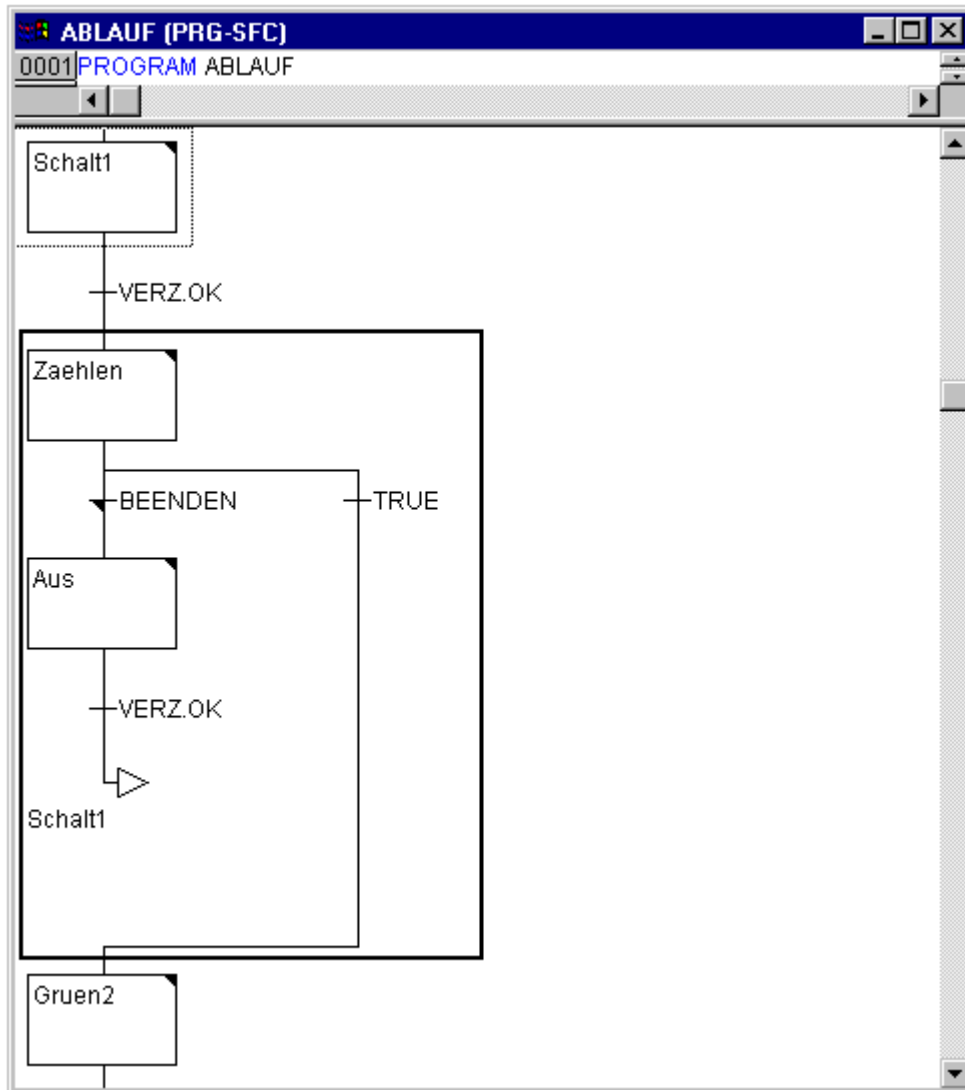 ABLAUF (PRG-SFC)
0001 PROGRAM ABLAUF
Schalt1
VERZ.OK
Zaehlen
BEENDEN TRUE
Aus
VERZ.OK
Schalt1
Gruen2